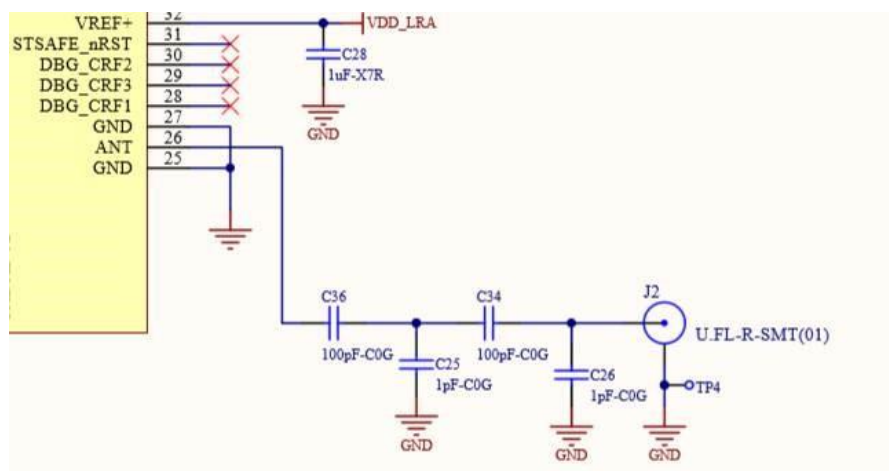 VREF+ 32 VDD_LRA
STSAFE_nRST 31
DBG_CRF2 30
DBG_CRF3 29
DBG_CRF1 28
GND 27
ANT 26
GND 25
C28
1uF-X7R
GND
C36
100pF-C0G
C25
1pF-C0G
GND
C34
100pF-C0G
C26
1pF-C0G
GND
J2
U.FL-R-SMT(01)
TP4
GND